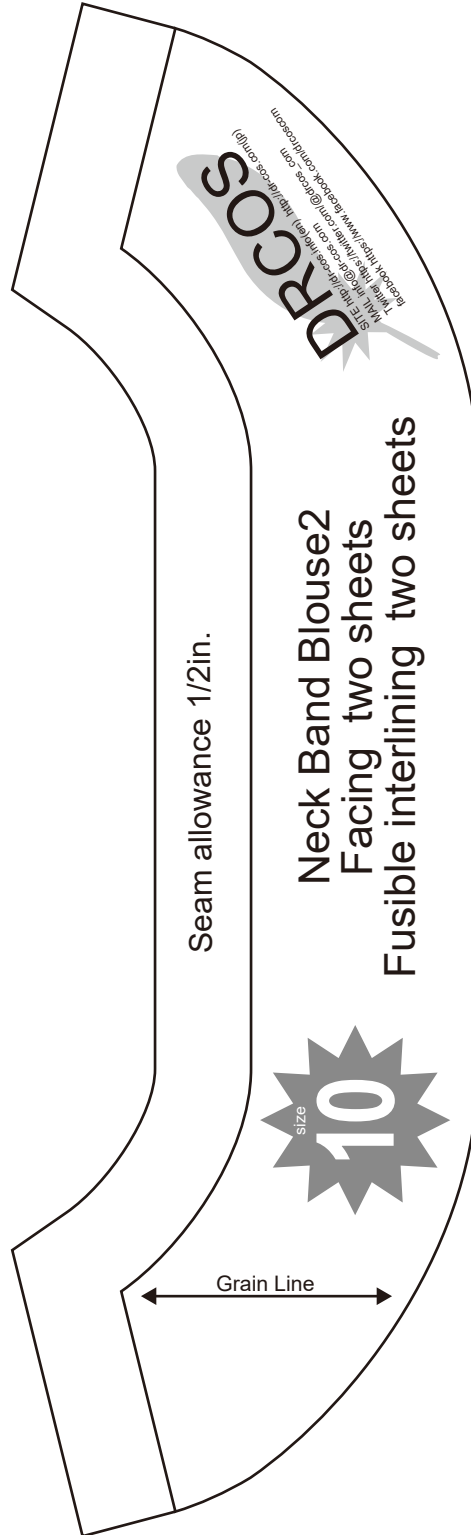 DRCOS
SITE http://dr-cos.info(en) http://dr-cos.com(jp)
MAIL info@dr-cos.com
Twitter https://twitter.com/@drcos_com
facebook https://www.facebook.com/drcoscom
Neck Band Blouse2
Facing two sheets
Fusible interlining two sheets
Seam allowance 1/2in.
size
10
Grain Line